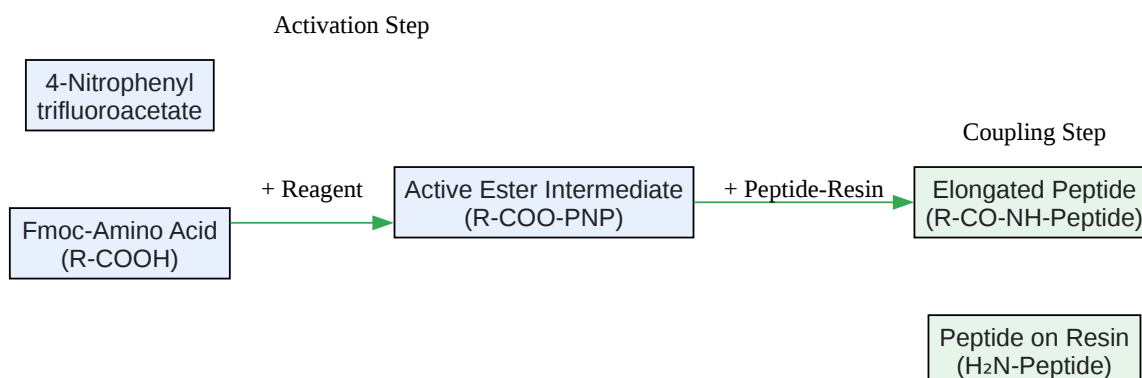 Activation Step
4-Nitrophenyl
trifluoroacetate
Coupling Step
+ Reagent
Active Ester Intermediate
(R-COO-PNP)
+ Peptide-Resin
Elongated Peptide
(R-CO-NH-Peptide)
Fmoc-Amino Acid
(R-COOH)
Peptide on Resin
(H₂N-Peptide)